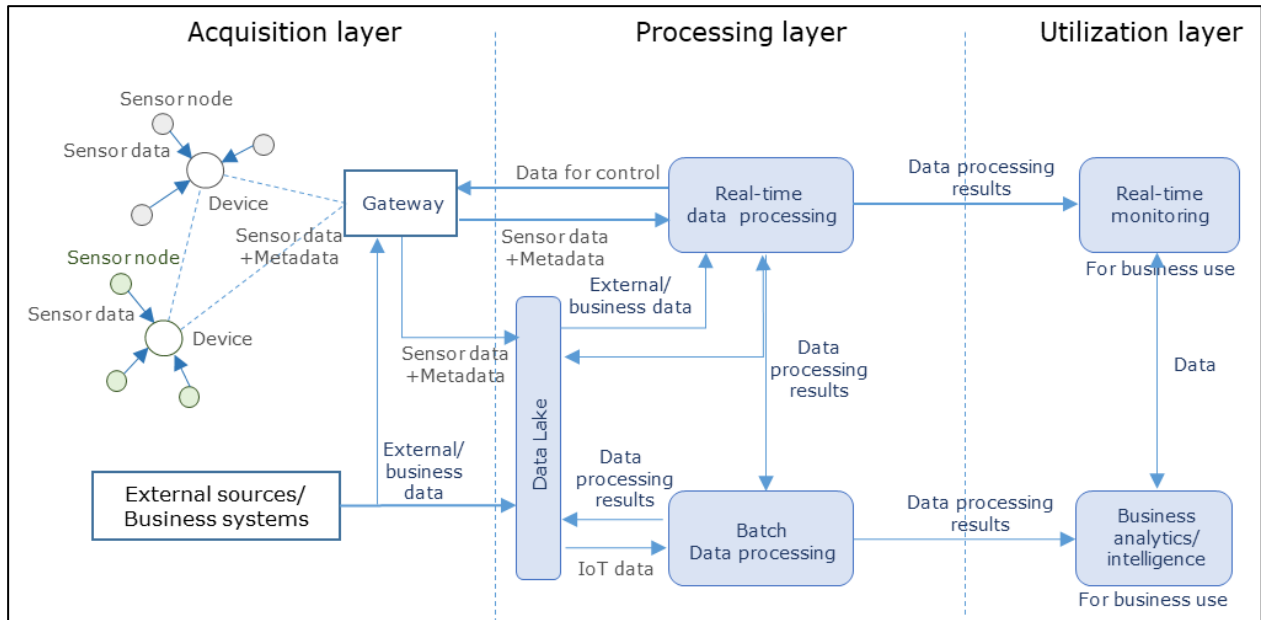 Acquisition layer
Processing layer
Utilization layer
Sensor node
Sensor data
Device
Sensor data
+Metadata
Gateway
Data for control
Sensor data
+Metadata
Real-time
data processing
Data processing
results
Real-time
monitoring
For business use
Sensor node
Sensor data
Device
Sensor data
+Metadata
External/
business data
Data Lake
Data
processing
results
Data
External/
business
data
External sources/
Business systems
Data
processing
results
IoT data
Batch
Data processing
Data processing
results
Business
analytics/
intelligence
For business use